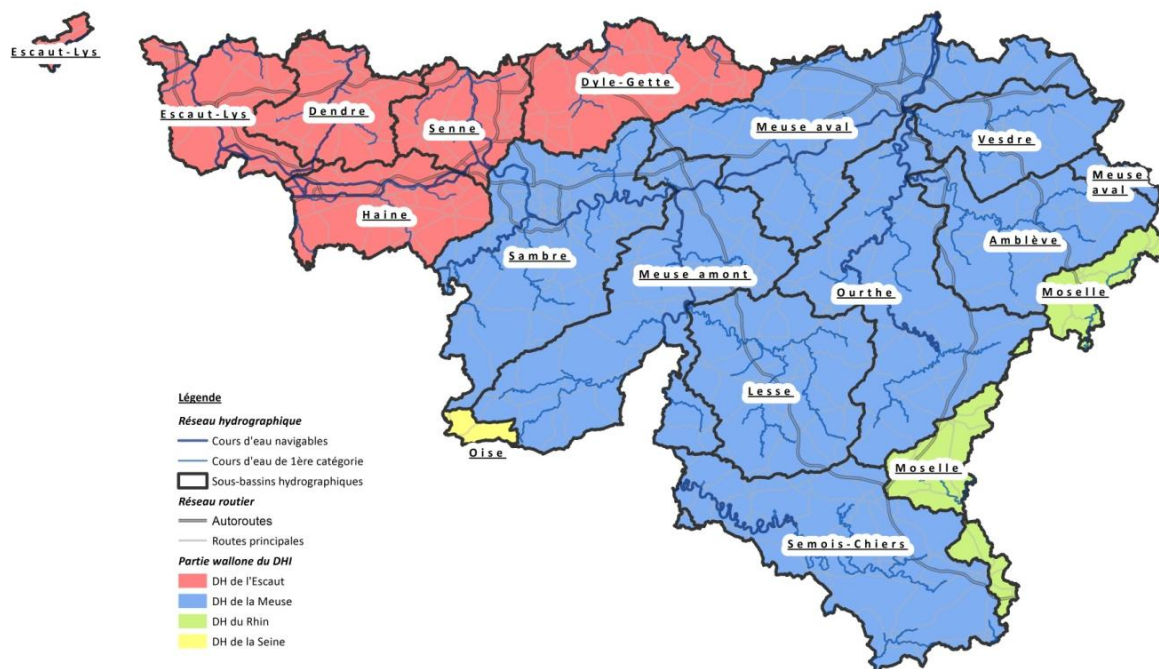 Escaut-Lys
Escaut-Lys
Dendre
Senne
Dyle-Gette
Haine
Meuse aval
Vesdre
Meuse
aval
Sambre
Meuse amont
Ourthe
Amblève
Moselle
Lesse
Oise
Moselle
Semois-Chiers
Légende
Réseau hydrographique
Cours d'eau navigables
Cours d'eau de 1ère catégorie
Sous-bassins hydrographiques
Réseau routier
Autoroutes
Routes principales
Partie wallone du DHI
DH de l'Escaut
DH de la Meuse
DH du Rhin
DH de la Seine